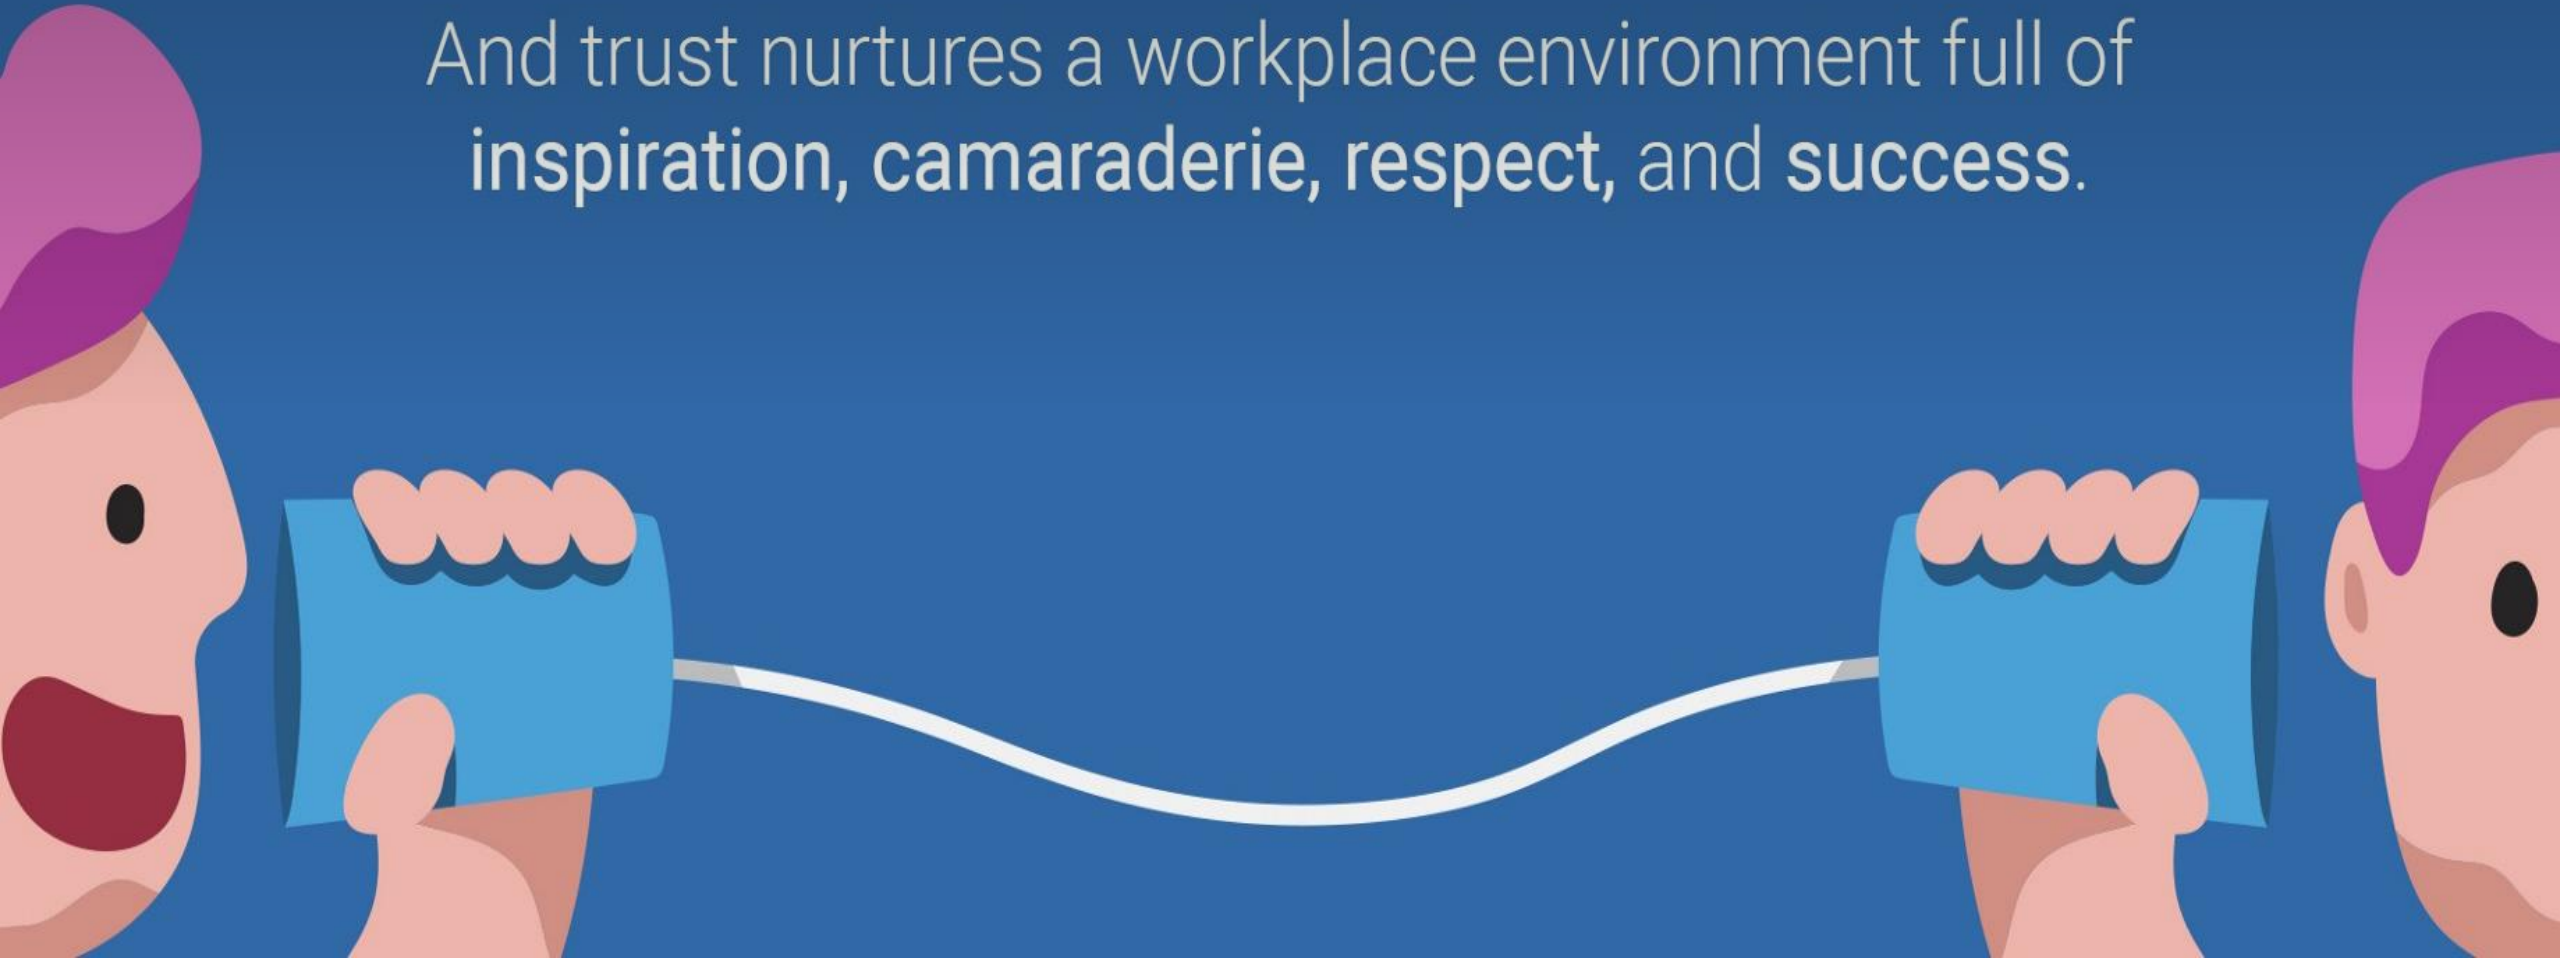 And trust nurtures a workplace environment full of
inspiration, camaraderie, respect, and success.